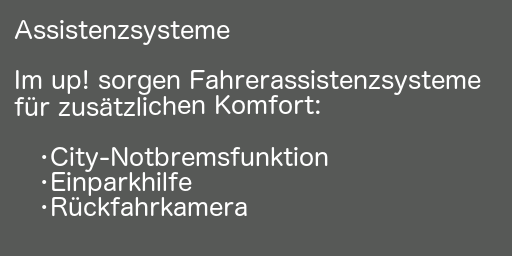 Assistenzsysteme
Im up! sorgen Fahrerassistenzsysteme
für zusätzlichen Komfort:
·City-Notbremsfunktion
·Einparkhilfe
·Rückfahrkamera